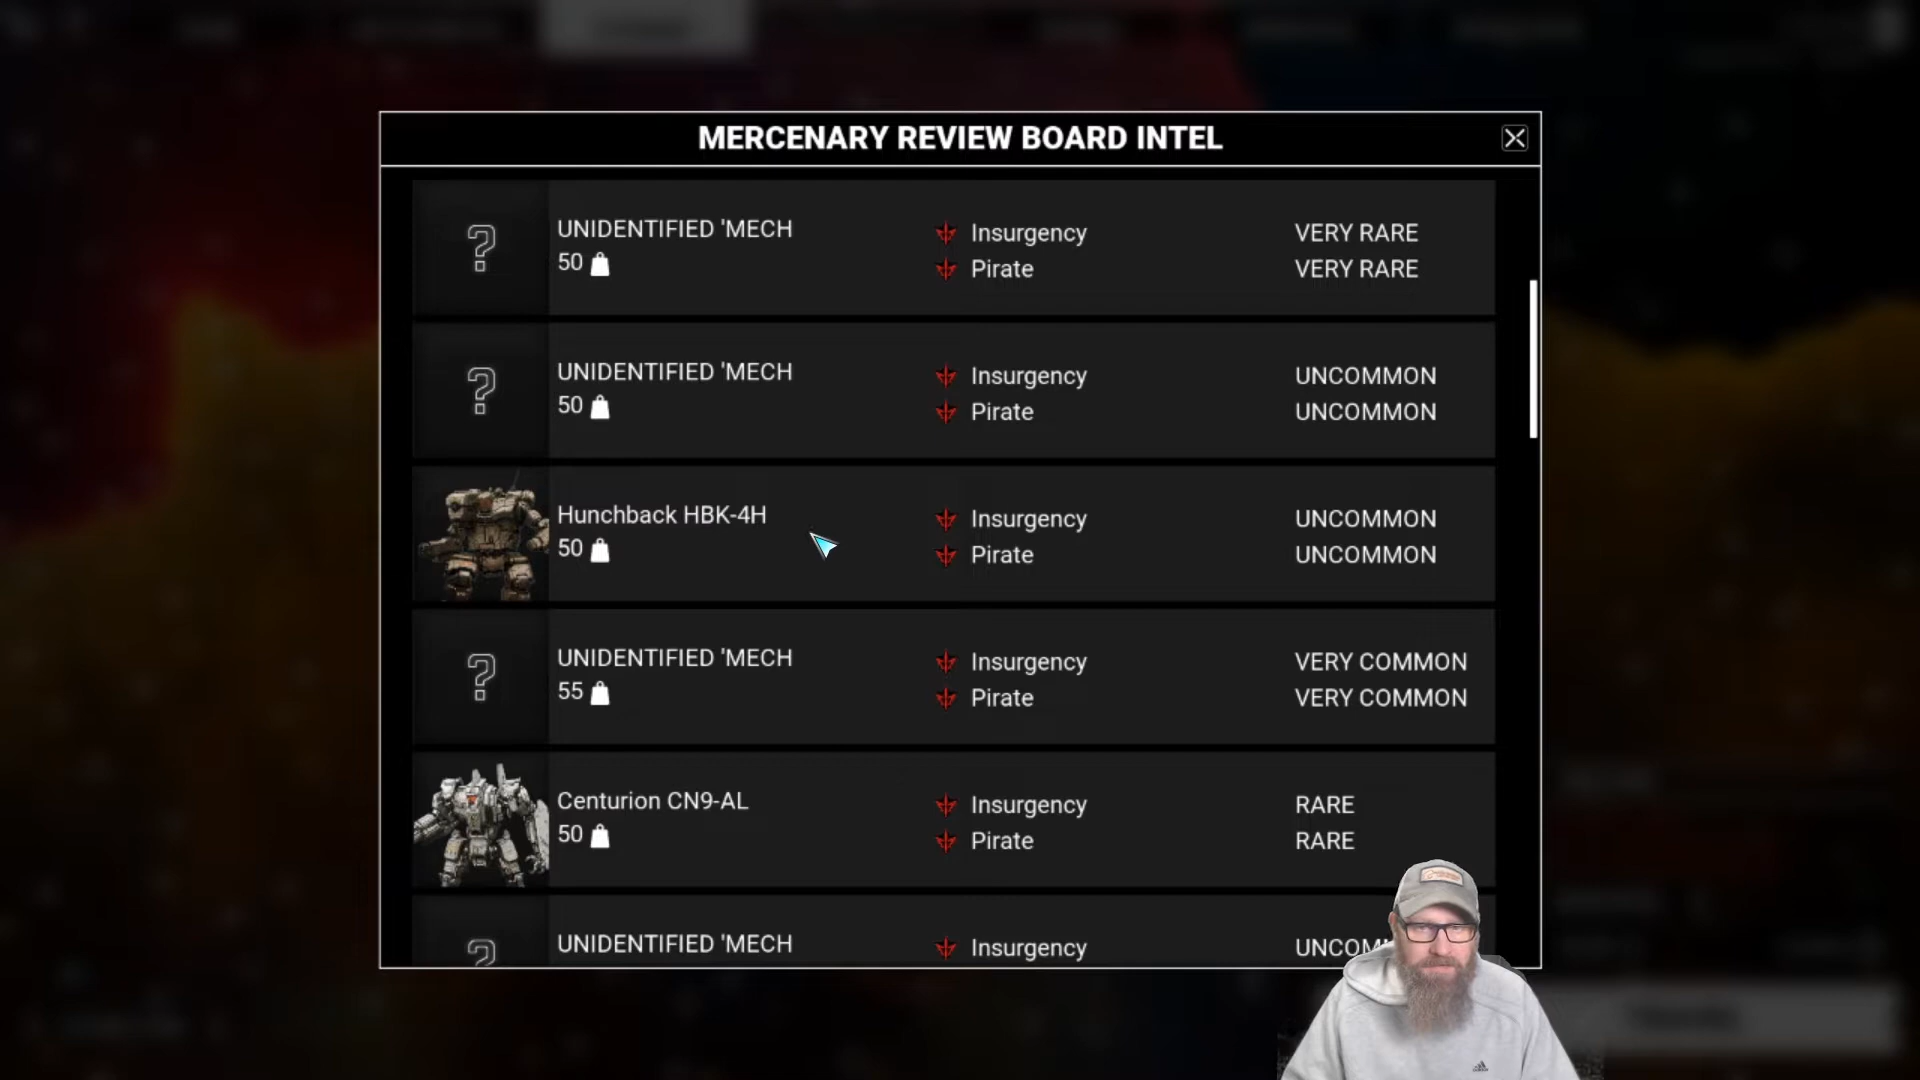 MERCENARY REVIEW BOARD INTEL
UNIDENTIFIED 'MECH
50
Insurgency VERY RARE
Pirate VERY RARE
UNIDENTIFIED 'MECH
50
Insurgency UNCOMMON
Pirate UNCOMMON
Hunchback HBK-4H
50
Insurgency UNCOMMON
Pirate UNCOMMON
UNIDENTIFIED 'MECH
55
Insurgency VERY COMMON
Pirate VERY COMMON
Centurion CN9-AL
50
Insurgency RARE
Pirate RARE
UNIDENTIFIED 'MECH
Insurgency